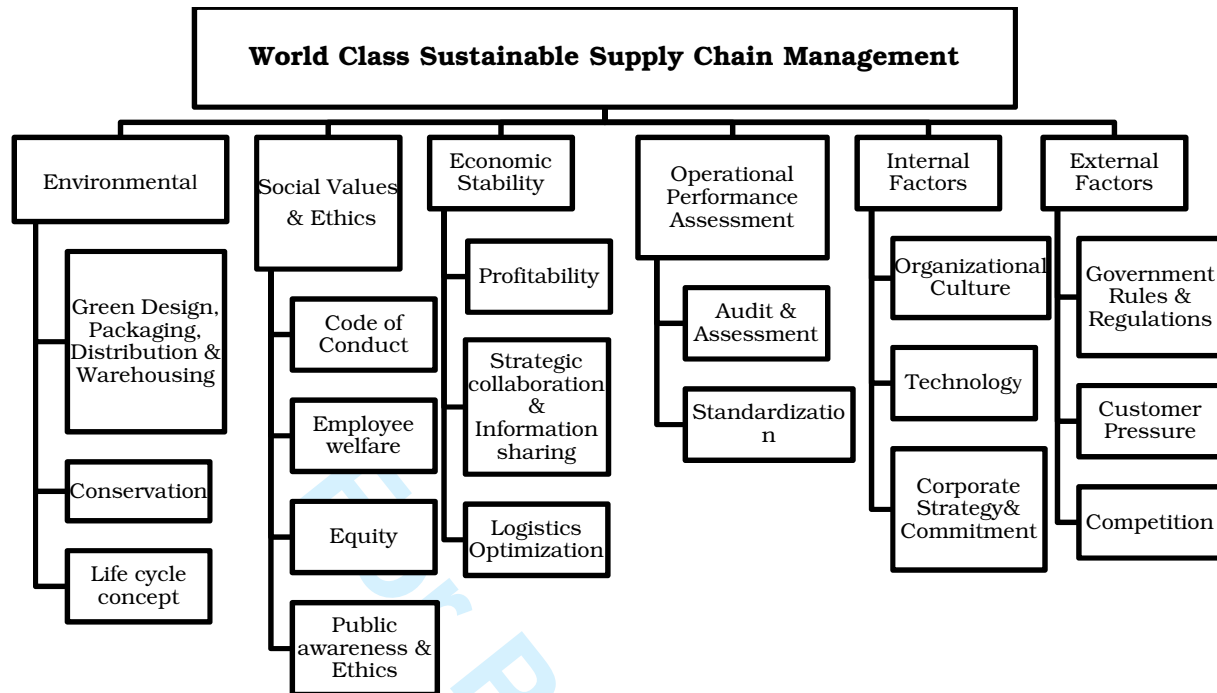 World Class Sustainable Supply Chain Management
Environmental
Green Design,
Packaging,
Distribution &
Warehousing
Conservation
Life cycle
concept
Social Values
& Ethics
Code of
Conduct
Employee
welfare
Equity
Public
awareness &
Ethics
Economic
Stability
Profitability
Strategic
collaboration
&
Information
sharing
Logistics
Optimization
Operational
Performance
Assessment
Audit &
Assessment
Standardizatio
n
Internal
Factors
Organizational
Culture
Technology
Corporate
Strategy&
Commitment
External
Factors
Government
Rules &
Regulations
Customer
Pressure
Competition
For P